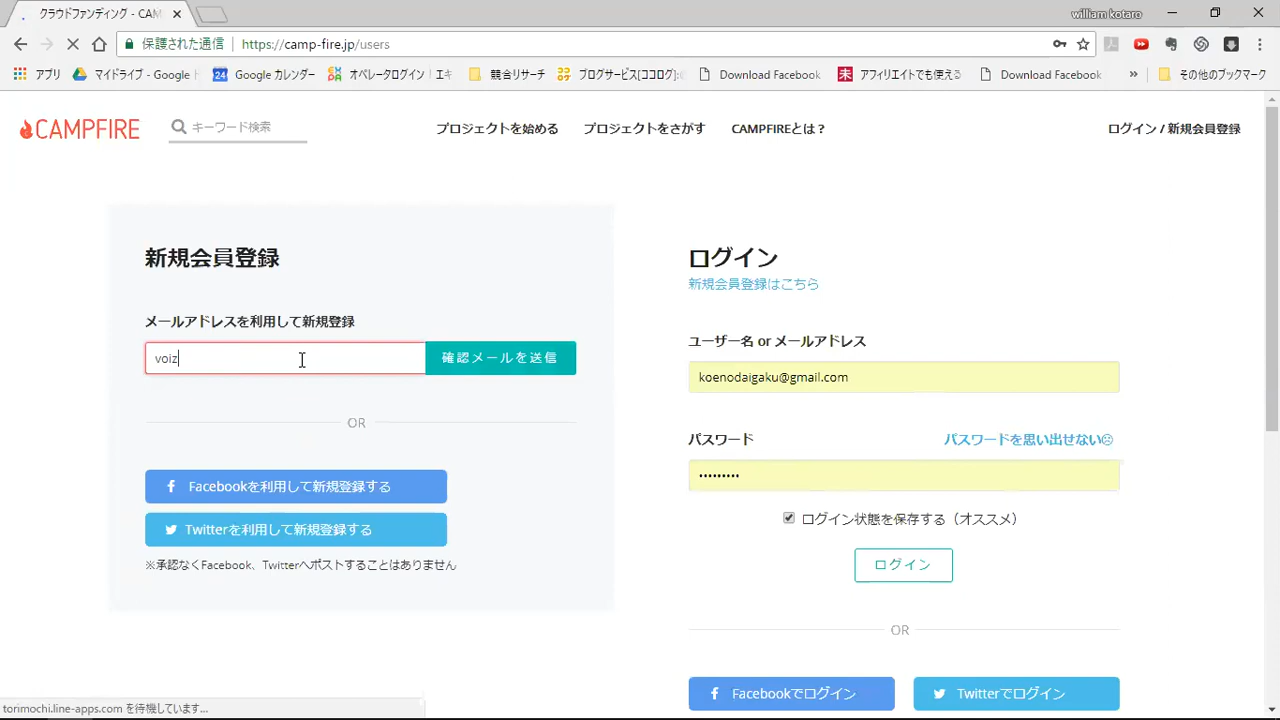 クラウドファンディング - CAM
william kotaro
保護された通信 https://camp-fire.jp/users
アプリ マイドライブ - Google 24 Google カレンダー オペレータログイン | エキ 競合リサーチ ブログサービス[ココログ]: Download Facebook 未 アフィリエイトでも使える Download Facebook » その他のブックマーク
CAMPFIRE キーワード検索 プロジェクトを始める プロジェクトをさがす CAMPFIREとは? ログイン / 新規会員登録
新規会員登録
メールアドレスを利用して新規登録
voiz 確認メールを送信
OR
Facebookを利用して新規登録する
Twitterを利用して新規登録する
※承認なくFacebook、Twitterへポストすることはありません
ログイン
新規会員登録はこちら
ユーザー名 or メールアドレス
koenodaigaku@gmail.com
パスワード パスワードを思い出せない☹
•••••••••
ログイン状態を保存する（オススメ）
ログイン
OR
Facebookでログイン Twitterでログイン
torimochi.line-apps.com を待機しています...